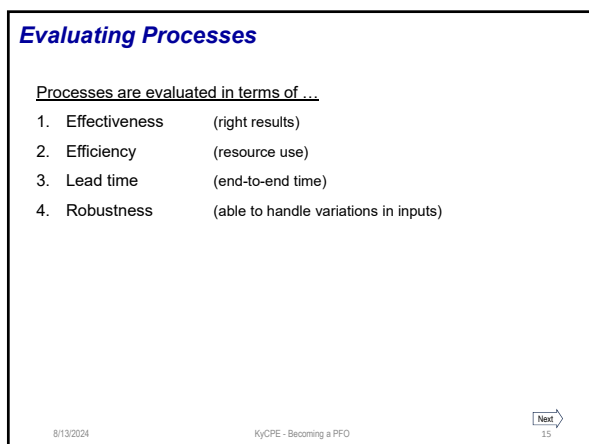 Evaluating Processes
Processes are evaluated in terms of …
1. Effectiveness (right results)
2. Efficiency (resource use)
3. Lead time (end-to-end time)
4. Robustness (able to handle variations in inputs)
Next
8/13/2024 KyCPE - Becoming a PFO 15